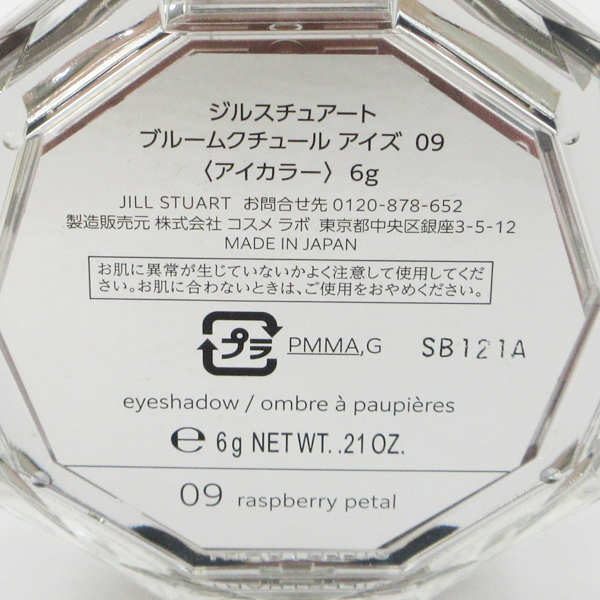 ジルスチュアート
ブルームクチュール アイズ 09
〈アイカラー〉 6g
JILL STUART お問合せ先 0120-878-652
製造販売元 株式会社 コスメ ラボ 東京都中央区銀座3-5-12
MADE IN JAPAN
お肌に異常が生じていないかよく注意して使用してくだ
さい。お肌に合わないときは、ご使用をおやめください。
プラ PMMA,G SB121A
eyeshadow / ombre à paupières
℮ 6g NET WT. .21 OZ.
09 raspberry petal